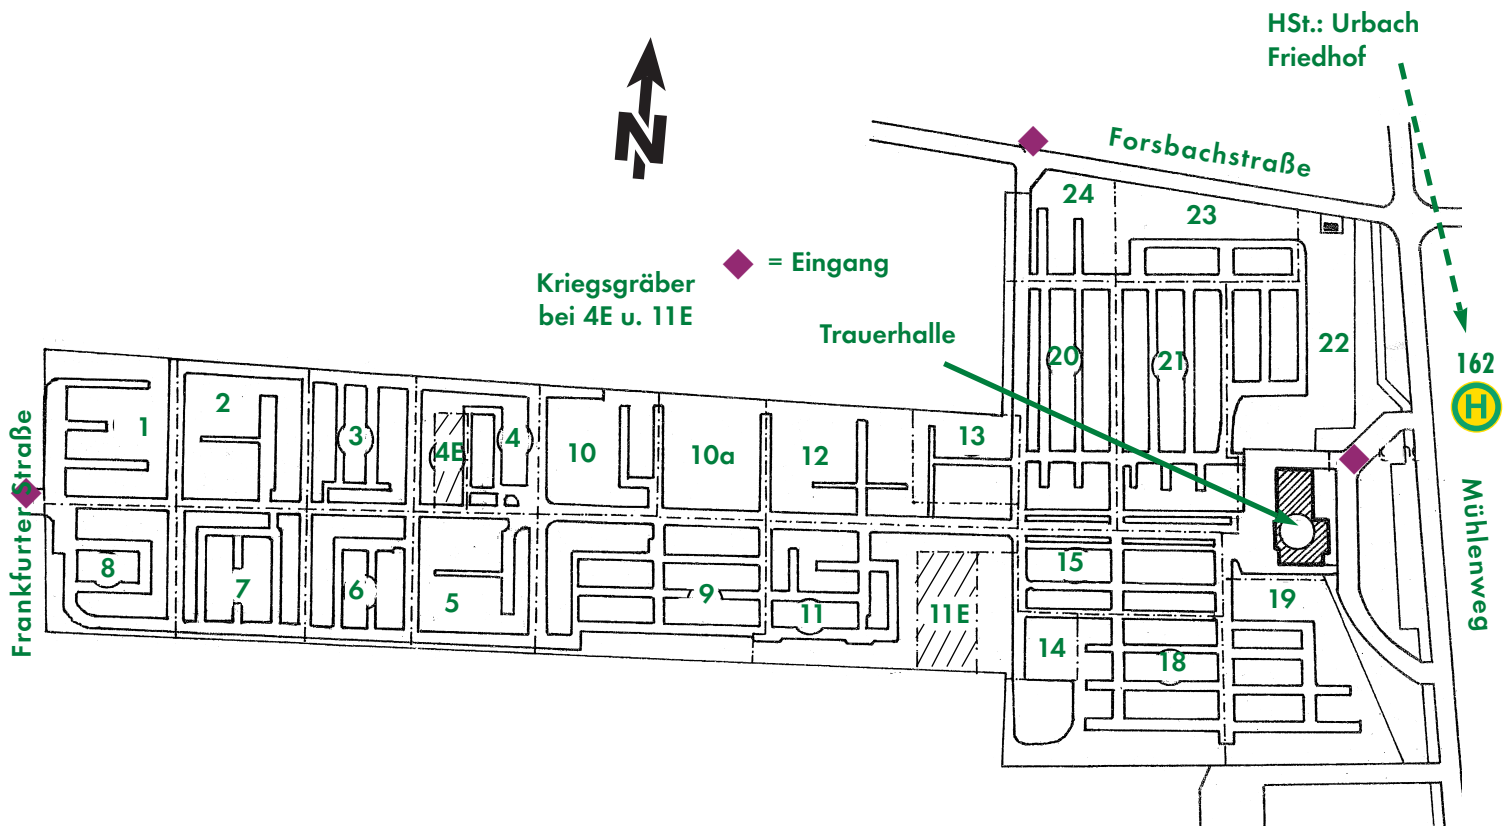 HSt.: Urbach
Friedhof
N
Forsbachstraße
24
23
= Eingang
Kriegsgräber
bei 4E u. 11E
Trauerhalle
20
21
22
162
H
1
2
3
4E
4
10
10a
12
13
Frankfurter Straße
Mühlenweg
8
7
6
5
9
11
11E
15
14
18
19